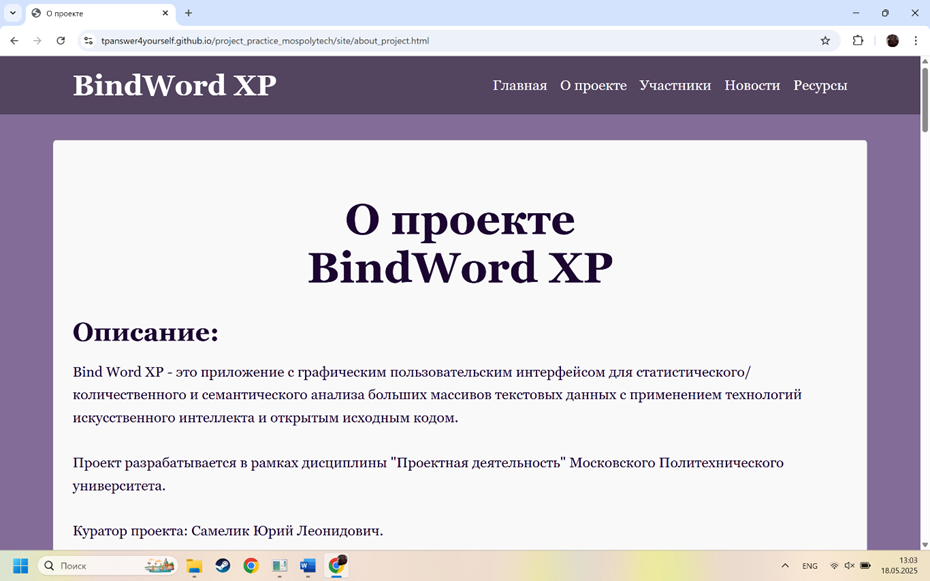 О проекте
tpanswer4yourself.github.io/project_practice_mospolytech/site/about_project.html
BindWord XP
Главная О проекте Участники Новости Ресурсы
О проекте
BindWord XP
Описание:
Bind Word XP - это приложение с графическим пользовательским интерфейсом для статистического/
количественного и семантического анализа больших массивов текстовых данных с применением технологий
искусственного интеллекта и открытым исходным кодом.
Проект разрабатывается в рамках дисциплины "Проектная деятельность" Московского Политехнического
университета.
Куратор проекта: Самелик Юрий Леонидович.
Поиск
ENG
13:03
18.05.2025